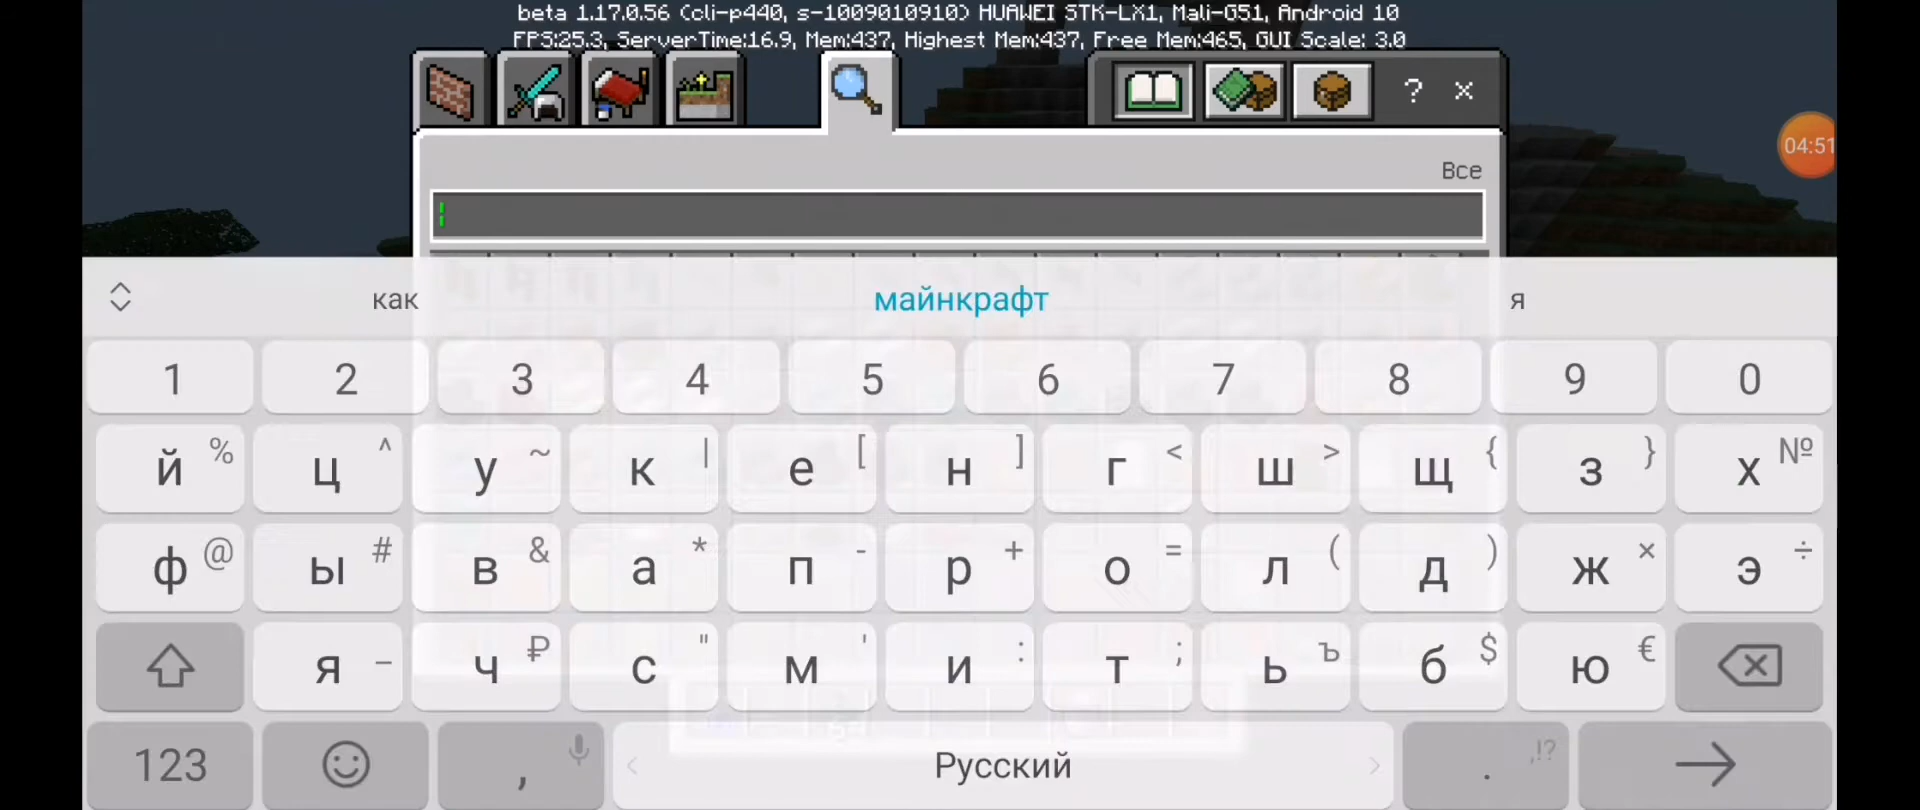 beta 1.17.0.56 (cli-p440, s-1009010910) HUAWEI STK-LX1, Mali-G51, Android 10
FPS:25.3, ServerTime:16.9, Mem:437, Highest Mem:437, Free Mem:465, GUI Scale: 3.0
? ×
04:51
Все
как майнкрафт я
1 2 3 4 5 6 7 8 9 0
й % ц ^ у ~ к | е [ н ] г < ш > щ { з } х №
ф @ ы # в & а * п - р + о = л ( д ) ж × э ÷
я _ ч ₽ с " м ' и : т ; ь ъ б $ ю €
123 , < Русский > . ,!?